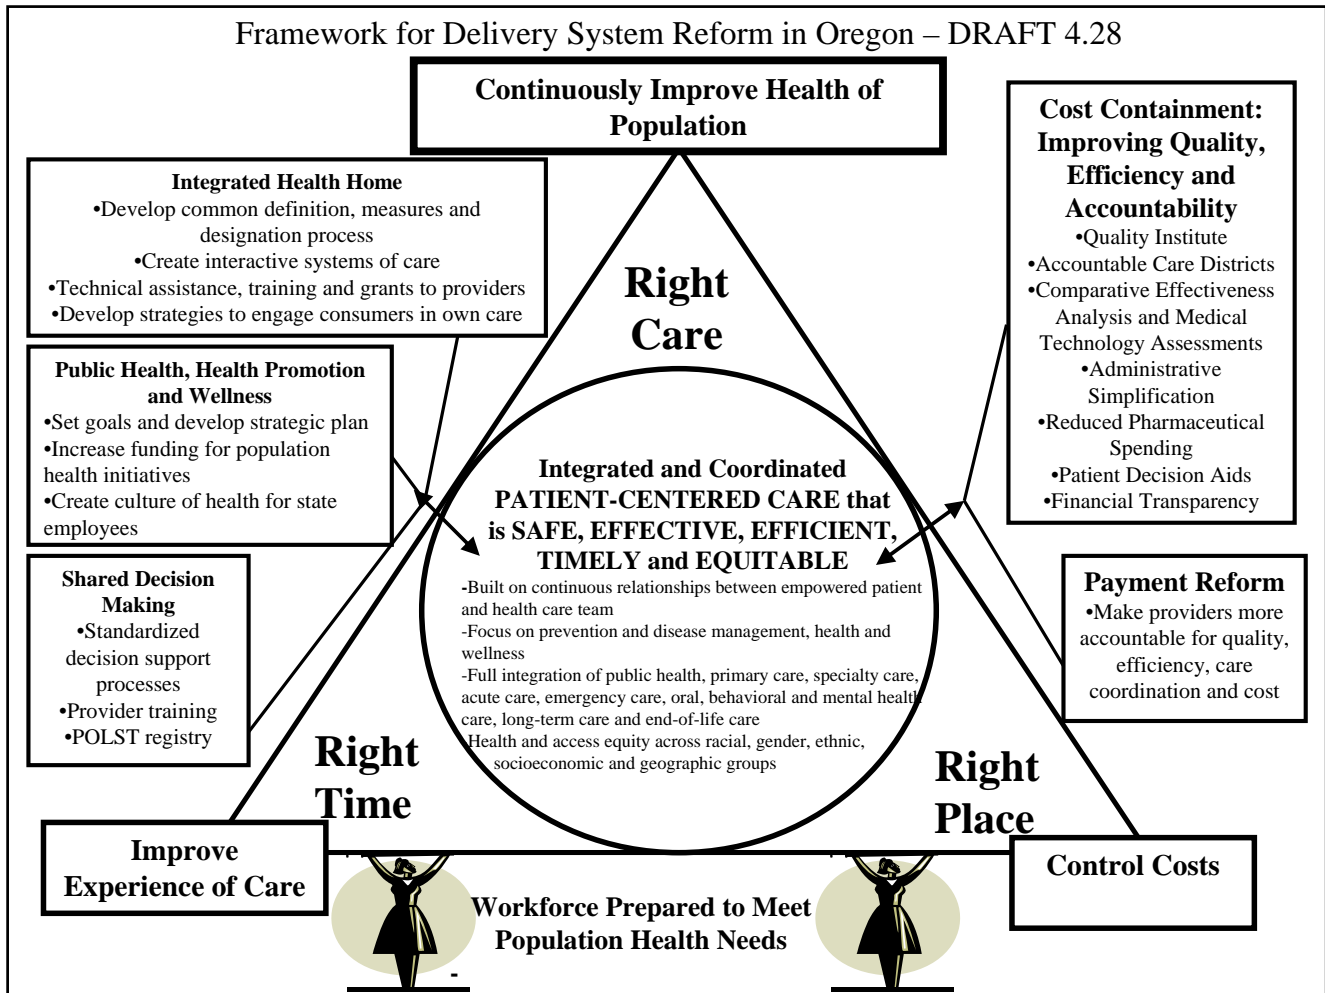 Framework for Delivery System Reform in Oregon – DRAFT 4.28
Continuously Improve Health of
Population
Integrated Health Home
•Develop common definition, measures and
designation process
•Create interactive systems of care
•Technical assistance, training and grants to providers
•Develop strategies to engage consumers in own care
Public Health, Health Promotion
and Wellness
•Set goals and develop strategic plan
•Increase funding for population
health initiatives
•Create culture of health for state
employees
Shared Decision
Making
•Standardized
decision support
processes
•Provider training
•POLST registry
Right
Care
Integrated and Coordinated
PATIENT-CENTERED CARE that
is SAFE, EFFECTIVE, EFFICIENT,
TIMELY and EQUITABLE
-Built on continuous relationships between empowered patient
and health care team
-Focus on prevention and disease management, health and
wellness
-Full integration of public health, primary care, specialty care,
acute care, emergency care, oral, behavioral and mental health
care, long-term care and end-of-life care
-Health and access equity across racial, gender, ethnic,
socioeconomic and geographic groups
Cost Containment:
Improving Quality,
Efficiency and
Accountability
•Quality Institute
•Accountable Care Districts
•Comparative Effectiveness
Analysis and Medical
Technology Assessments
•Administrative
Simplification
•Reduced Pharmaceutical
Spending
•Patient Decision Aids
•Financial Transparency
Payment Reform
•Make providers more
accountable for quality,
efficiency, care
coordination and cost
Right
Time
Right
Place
Improve
Experience of Care
Control Costs
Workforce Prepared to Meet
Population Health Needs
-